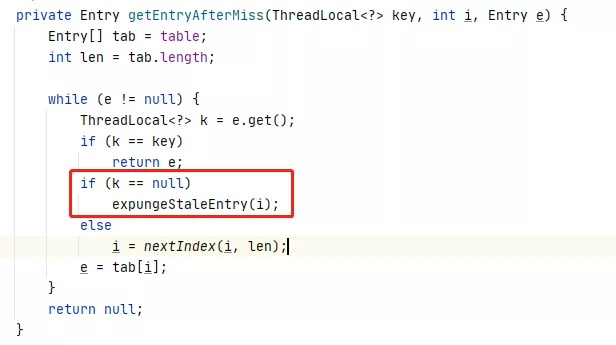 private Entry getEntryAfterMiss(ThreadLocal<?> key, int i, Entry e) {
    Entry[] tab = table;
    int len = tab.length;

    while (e != null) {
        ThreadLocal<?> k = e.get();
        if (k == key)
            return e;
        if (k == null)
            expungeStaleEntry(i);
        else
            i = nextIndex(i, len);
        e = tab[i];
    }
    return null;
}